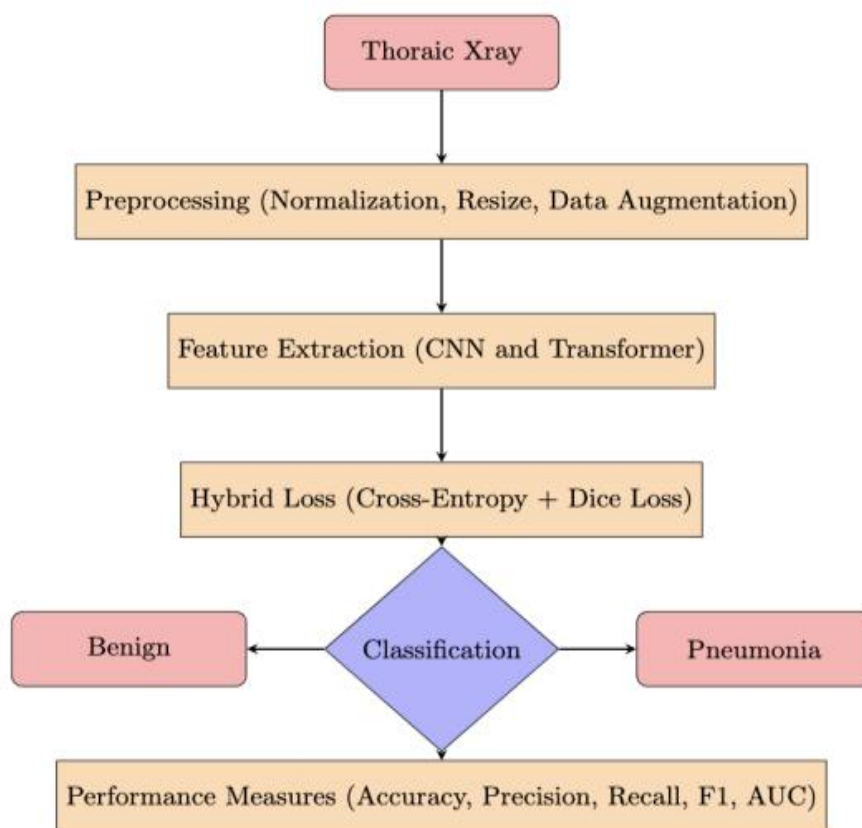 Thoraic Xray
Preprocessing (Normalization, Resize, Data Augmentation)
Feature Extraction (CNN and Transformer)
Hybrid Loss (Cross-Entropy + Dice Loss)
Benign
Classification
Pneumonia
Performance Measures (Accuracy, Precision, Recall, F1, AUC)